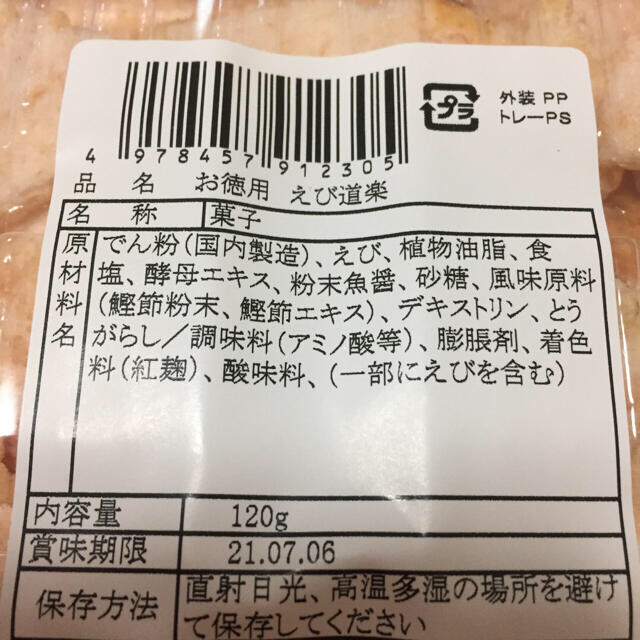 プラ
外装 PP
トレーPS
4 978457 912305
品 名 お徳用 えび道楽
名 称 菓子
原材料名 でん粉(国内製造)、えび、植物油脂、食
塩、酵母エキス、粉末魚醤、砂糖、風味原料
(鰹節粉末、鰹節エキス)、デキストリン、とう
がらし／調味料(アミノ酸等)、膨脹剤、着色
料(紅麹)、酸味料、(一部にえびを含む)
内容量 120g
賞味期限 21.07.06
保存方法 直射日光、高温多湿の場所を避け
て保存してください